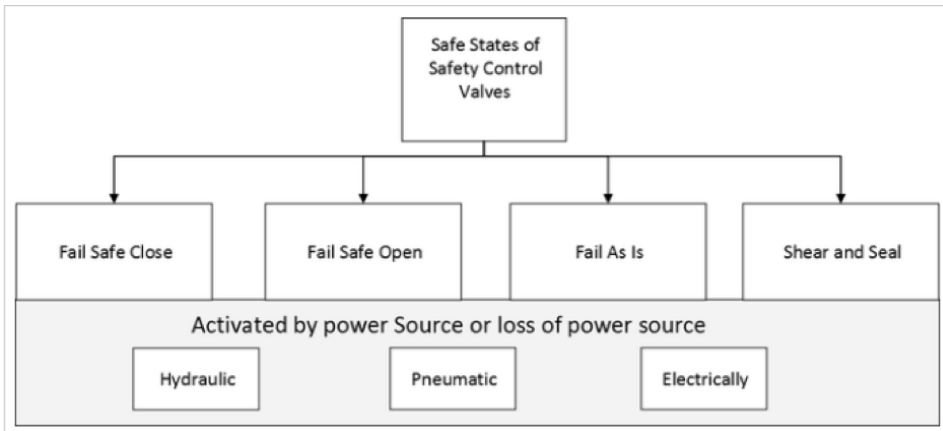 Safe States of
Safety Control
Valves
Fail Safe Close
Fail Safe Open
Fail As Is
Shear and Seal
Activated by power Source or loss of power source
Hydraulic
Pneumatic
Electrically